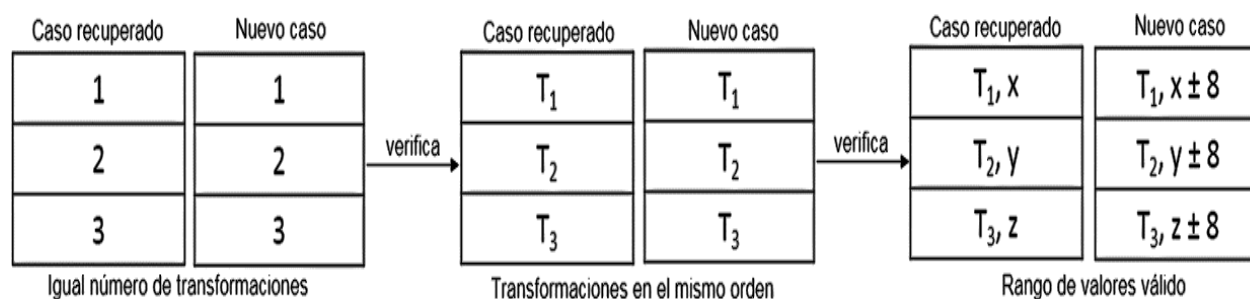 Caso recuperado Nuevo caso
1 1
2 2
3 3
Igual número de transformaciones
verifica
Caso recuperado Nuevo caso
T₁ T₁
T₂ T₂
T₃ T₃
Transformaciones en el mismo orden
verifica
Caso recuperado Nuevo caso
T₁, x T₁, x ± 8
T₂, y T₂, y ± 8
T₃, z T₃, z ± 8
Rango de valores válido